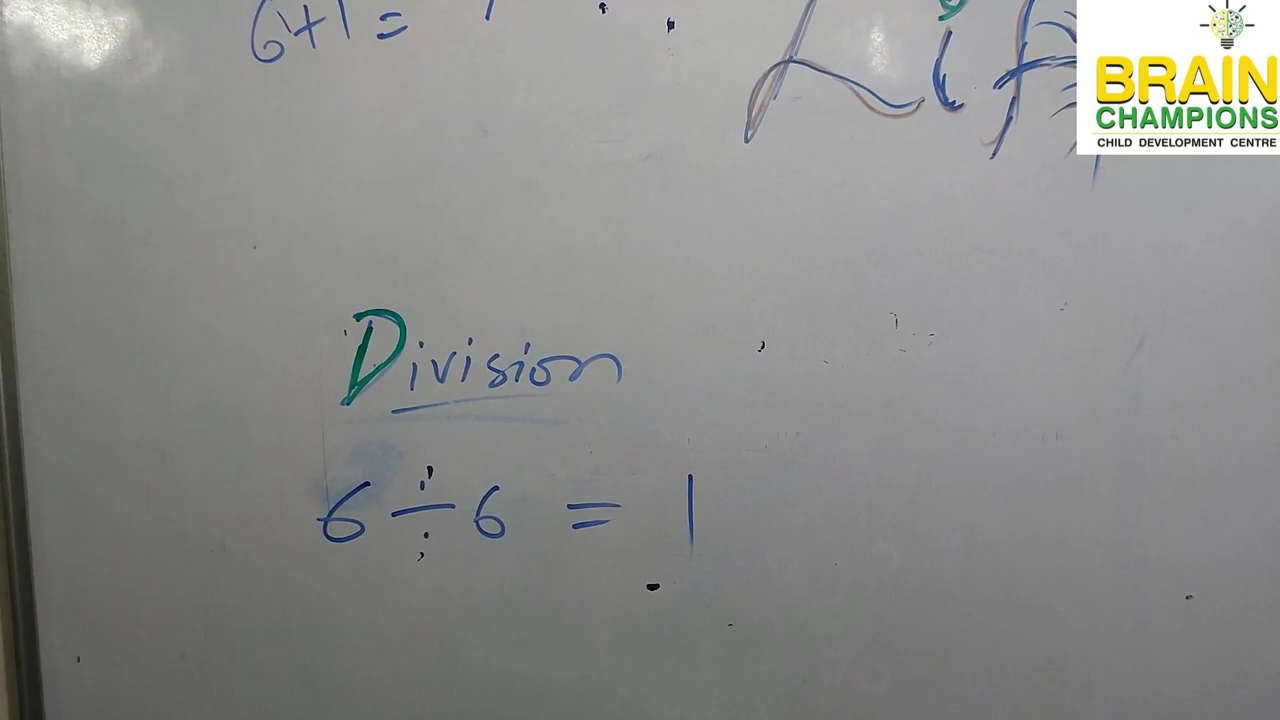 6+1 =
BRAIN
CHAMPIONS
CHILD DEVELOPMENT CENTRE
Division
6 ÷ 6 = 1